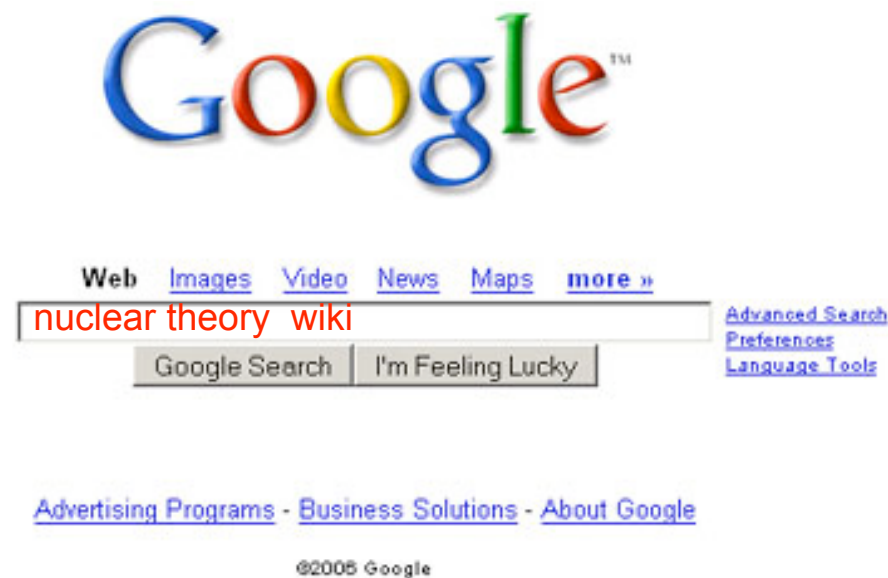 Google™
Web Images Video News Maps more »
nuclear theory wiki
Advanced Search
Preferences
Language Tools
Google Search I'm Feeling Lucky
Advertising Programs - Business Solutions - About Google
©2006 Google